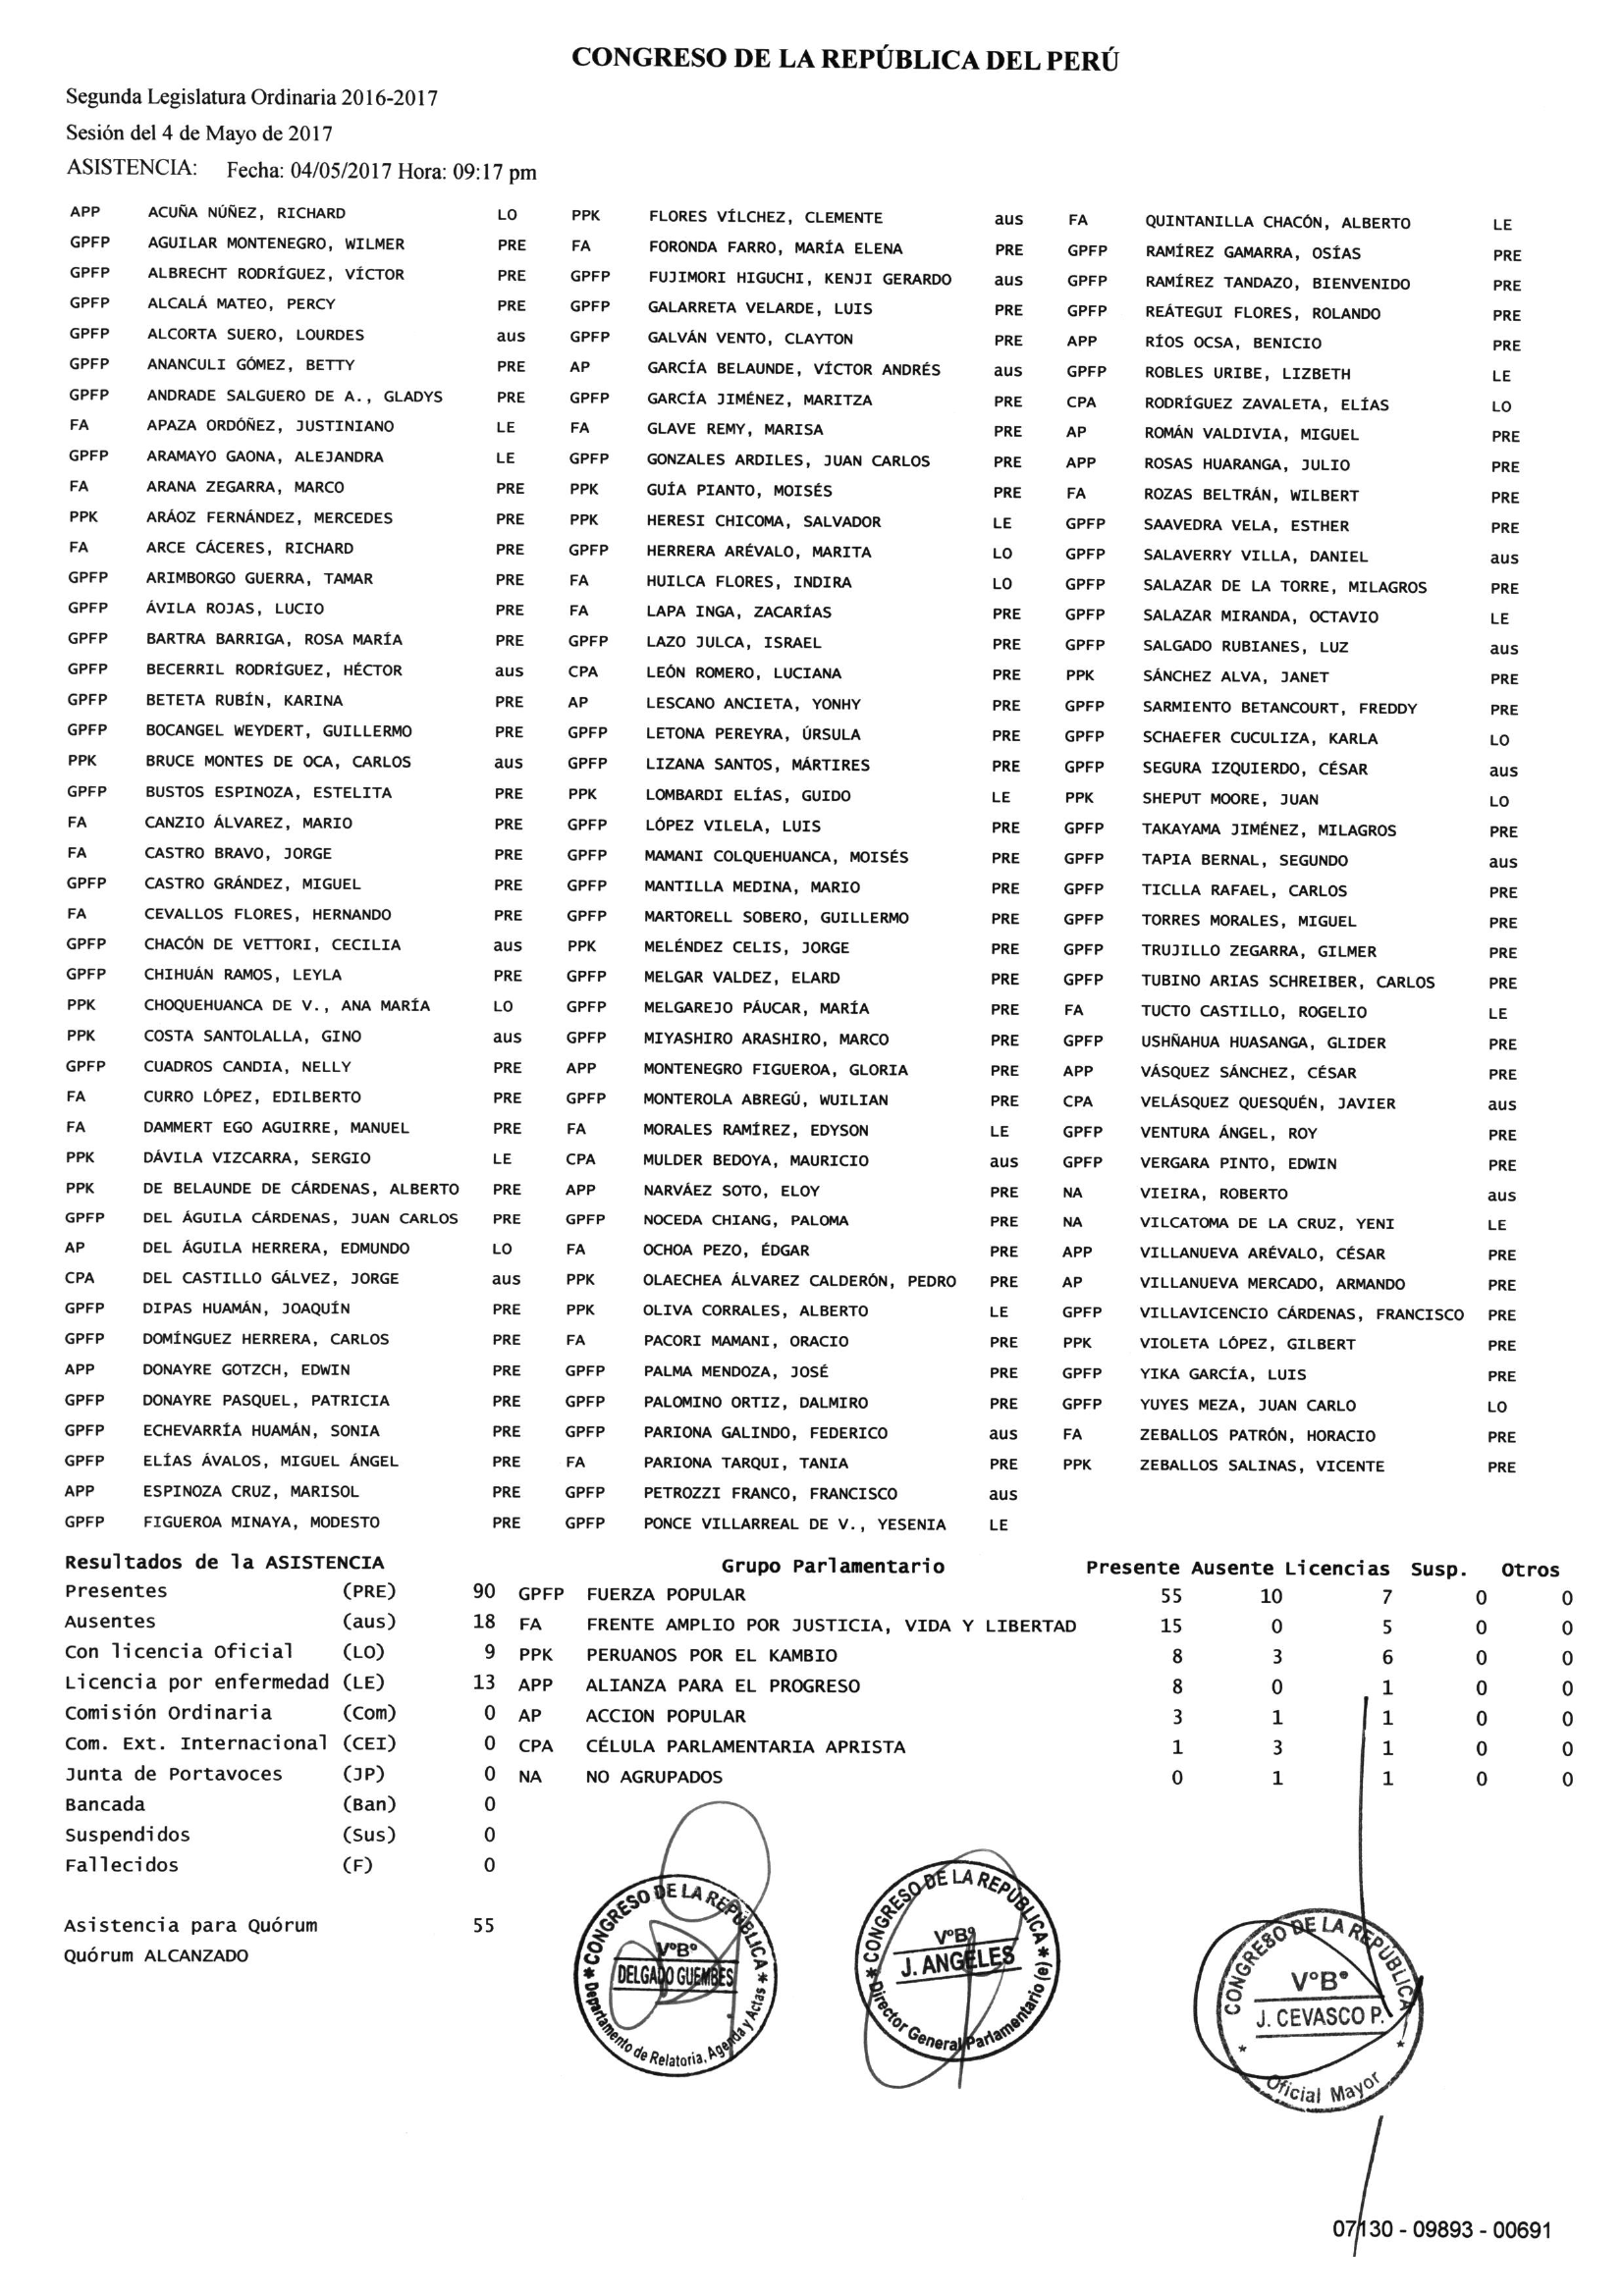 CONGRESO DE LA REPÚBLICA DEL PERÚ
Segunda Legislatura Ordinaria 2016-2017
Sesión del 4 de Mayo de 2017
ASISTENCIA: Fecha: 04/05/2017 Hora: 09:17 pm
APP ACUÑA NÚÑEZ, RICHARD LO PPK FLORES VÍLCHEZ, CLEMENTE aus FA QUINTANILLA CHACÓN, ALBERTO LE
GPFP AGUILAR MONTENEGRO, WILMER PRE FA FORONDA FARRO, MARÍA ELENA PRE GPFP RAMÍREZ GAMARRA, OSÍAS PRE
GPFP ALBRECHT RODRÍGUEZ, VÍCTOR PRE GPFP FUJIMORI HIGUCHI, KENJI GERARDO aus GPFP RAMÍREZ TANDAZO, BIENVENIDO PRE
GPFP ALCALÁ MATEO, PERCY PRE GPFP GALARRETA VELARDE, LUIS PRE GPFP REÁTEGUI FLORES, ROLANDO PRE
GPFP ALCORTA SUERO, LOURDES aus GPFP GALVÁN VENTO, CLAYTON PRE APP RÍOS OCSA, BENICIO PRE
GPFP ANANCULI GÓMEZ, BETTY PRE AP GARCÍA BELAUNDE, VÍCTOR ANDRÉS aus GPFP ROBLES URIBE, LIZBETH LE
GPFP ANDRADE SALGUERO DE A., GLADYS PRE GPFP GARCÍA JIMÉNEZ, MARITZA PRE CPA RODRÍGUEZ ZAVALETA, ELÍAS LO
FA APAZA ORDÓÑEZ, JUSTINIANO LE FA GLAVE REMY, MARISA PRE AP ROMÁN VALDIVIA, MIGUEL PRE
GPFP ARAMAYO GAONA, ALEJANDRA LE GPFP GONZALES ARDILES, JUAN CARLOS PRE APP ROSAS HUARANGA, JULIO PRE
FA ARANA ZEGARRA, MARCO PRE PPK GUÍA PIANTO, MOISÉS PRE FA ROZAS BELTRÁN, WILBERT PRE
PPK ARÁOZ FERNÁNDEZ, MERCEDES PRE PPK HERESI CHICOMA, SALVADOR LE GPFP SAAVEDRA VELA, ESTHER PRE
FA ARCE CÁCERES, RICHARD PRE GPFP HERRERA ARÉVALO, MARITA LO GPFP SALAVERRY VILLA, DANIEL aus
GPFP ARIMBORGO GUERRA, TAMAR PRE FA HUILCA FLORES, INDIRA LO GPFP SALAZAR DE LA TORRE, MILAGROS PRE
GPFP ÁVILA ROJAS, LUCIO PRE FA LAPA INGA, ZACARÍAS PRE GPFP SALAZAR MIRANDA, OCTAVIO LE
GPFP BARTRA BARRIGA, ROSA MARÍA PRE GPFP LAZO JULCA, ISRAEL PRE GPFP SALGADO RUBIANES, LUZ aus
GPFP BECERRIL RODRÍGUEZ, HÉCTOR aus CPA LEÓN ROMERO, LUCIANA PRE PPK SÁNCHEZ ALVA, JANET PRE
GPFP BETETA RUBÍN, KARINA PRE AP LESCANO ANCIETA, YONHY PRE GPFP SARMIENTO BETANCOURT, FREDDY PRE
GPFP BOCANGEL WEYDERT, GUILLERMO PRE GPFP LETONA PEREYRA, ÚRSULA PRE GPFP SCHAEFER CUCULIZA, KARLA LO
PPK BRUCE MONTES DE OCA, CARLOS aus GPFP LIZANA SANTOS, MÁRTIRES PRE GPFP SEGURA IZQUIERDO, CÉSAR aus
GPFP BUSTOS ESPINOZA, ESTELITA PRE PPK LOMBARDI ELÍAS, GUIDO LE PPK SHEPUT MOORE, JUAN LO
FA CANZIO ÁLVAREZ, MARIO PRE GPFP LÓPEZ VILELA, LUIS PRE GPFP TAKAYAMA JIMÉNEZ, MILAGROS PRE
FA CASTRO BRAVO, JORGE PRE GPFP MAMANI COLQUEHUANCA, MOISÉS PRE GPFP TAPIA BERNAL, SEGUNDO aus
GPFP CASTRO GRÁNDEZ, MIGUEL PRE GPFP MANTILLA MEDINA, MARIO PRE GPFP TICLLA RAFAEL, CARLOS PRE
FA CEVALLOS FLORES, HERNANDO PRE GPFP MARTORELL SOBERO, GUILLERMO PRE GPFP TORRES MORALES, MIGUEL PRE
GPFP CHACÓN DE VETTORI, CECILIA aus PPK MELÉNDEZ CELIS, JORGE PRE GPFP TRUJILLO ZEGARRA, GILMER PRE
GPFP CHIHUÁN RAMOS, LEYLA PRE GPFP MELGAR VALDEZ, ELARD PRE GPFP TUBINO ARIAS SCHREIBER, CARLOS PRE
PPK CHOQUEHUANCA DE V., ANA MARÍA LO GPFP MELGAREJO PÁUCAR, MARÍA PRE FA TUCTO CASTILLO, ROGELIO LE
PPK COSTA SANTOLALLA, GINO aus GPFP MIYASHIRO ARASHIRO, MARCO PRE GPFP USHÑAHUA HUASANGA, GLIDER PRE
GPFP CUADROS CANDIA, NELLY PRE APP MONTENEGRO FIGUEROA, GLORIA PRE APP VÁSQUEZ SÁNCHEZ, CÉSAR PRE
FA CURRO LÓPEZ, EDILBERTO PRE GPFP MONTEROLA ABREGÚ, WUILIAN PRE CPA VELÁSQUEZ QUESQUÉN, JAVIER aus
FA DAMMERT EGO AGUIRRE, MANUEL PRE FA MORALES RAMÍREZ, EDYSON LE GPFP VENTURA ÁNGEL, ROY PRE
PPK DÁVILA VIZCARRA, SERGIO LE CPA MULDER BEDOYA, MAURICIO aus GPFP VERGARA PINTO, EDWIN PRE
PPK DE BELAUNDE DE CÁRDENAS, ALBERTO PRE APP NARVÁEZ SOTO, ELOY PRE NA VIEIRA, ROBERTO aus
GPFP DEL ÁGUILA CÁRDENAS, JUAN CARLOS PRE GPFP NOCEDA CHIANG, PALOMA PRE NA VILCATOMA DE LA CRUZ, YENI LE
AP DEL ÁGUILA HERRERA, EDMUNDO LO FA OCHOA PEZO, ÉDGAR PRE APP VILLANUEVA ARÉVALO, CÉSAR PRE
CPA DEL CASTILLO GÁLVEZ, JORGE aus PPK OLAECHEA ÁLVAREZ CALDERÓN, PEDRO PRE AP VILLANUEVA MERCADO, ARMANDO PRE
GPFP DIPAS HUAMÁN, JOAQUÍN PRE PPK OLIVA CORRALES, ALBERTO LE GPFP VILLAVICENCIO CÁRDENAS, FRANCISCO PRE
GPFP DOMÍNGUEZ HERRERA, CARLOS PRE FA PACORI MAMANI, ORACIO PRE PPK VIOLETA LÓPEZ, GILBERT PRE
APP DONAYRE GOTZCH, EDWIN PRE GPFP PALMA MENDOZA, JOSÉ PRE GPFP YIKA GARCÍA, LUIS PRE
GPFP DONAYRE PASQUEL, PATRICIA PRE GPFP PALOMINO ORTIZ, DALMIRO PRE GPFP YUYES MEZA, JUAN CARLO LO
GPFP ECHEVARRÍA HUAMÁN, SONIA PRE GPFP PARIONA GALINDO, FEDERICO aus FA ZEBALLOS PATRÓN, HORACIO PRE
GPFP ELÍAS ÁVALOS, MIGUEL ÁNGEL PRE FA PARIONA TARQUI, TANIA PRE PPK ZEBALLOS SALINAS, VICENTE PRE
APP ESPINOZA CRUZ, MARISOL PRE GPFP PETROZZI FRANCO, FRANCISCO aus
GPFP FIGUEROA MINAYA, MODESTO PRE GPFP PONCE VILLARREAL DE V., YESENIA LE
Resultados de la ASISTENCIA Grupo Parlamentario Presente Ausente Licencias Susp. Otros
Presentes (PRE) 90 GPFP FUERZA POPULAR 55 10 7 0 0
Ausentes (aus) 18 FA FRENTE AMPLIO POR JUSTICIA, VIDA Y LIBERTAD 15 0 5 0 0
Con licencia Oficial (LO) 9 PPK PERUANOS POR EL KAMBIO 8 3 6 0 0
Licencia por enfermedad (LE) 13 APP ALIANZA PARA EL PROGRESO 8 0 1 0 0
Comisión Ordinaria (Com) 0 AP ACCION POPULAR 3 1 1 0 0
Com. Ext. Internacional (CEI) 0 CPA CÉLULA PARLAMENTARIA APRISTA 1 3 1 0 0
Junta de Portavoces (JP) 0 NA NO AGRUPADOS 0 1 1 0 0
Bancada (Ban) 0
Suspendidos (Sus) 0
Fallecidos (F) 0
Asistencia para Quórum 55
Quórum ALCANZADO
* CONGRESO DE LA REPÚBLICA *
V°B°
DELGADO GUEMBES
Departamento de Relatoria, Agenda y Actas
* CONGRESO DE LA REPÚBLICA *
V°B°
J. ANGELES
Director General Parlamentario (e)
CONGRESO DE LA REPÚBLICA
V°B°
J. CEVASCO P.
* Oficial Mayor *
07130 - 09893 - 00691